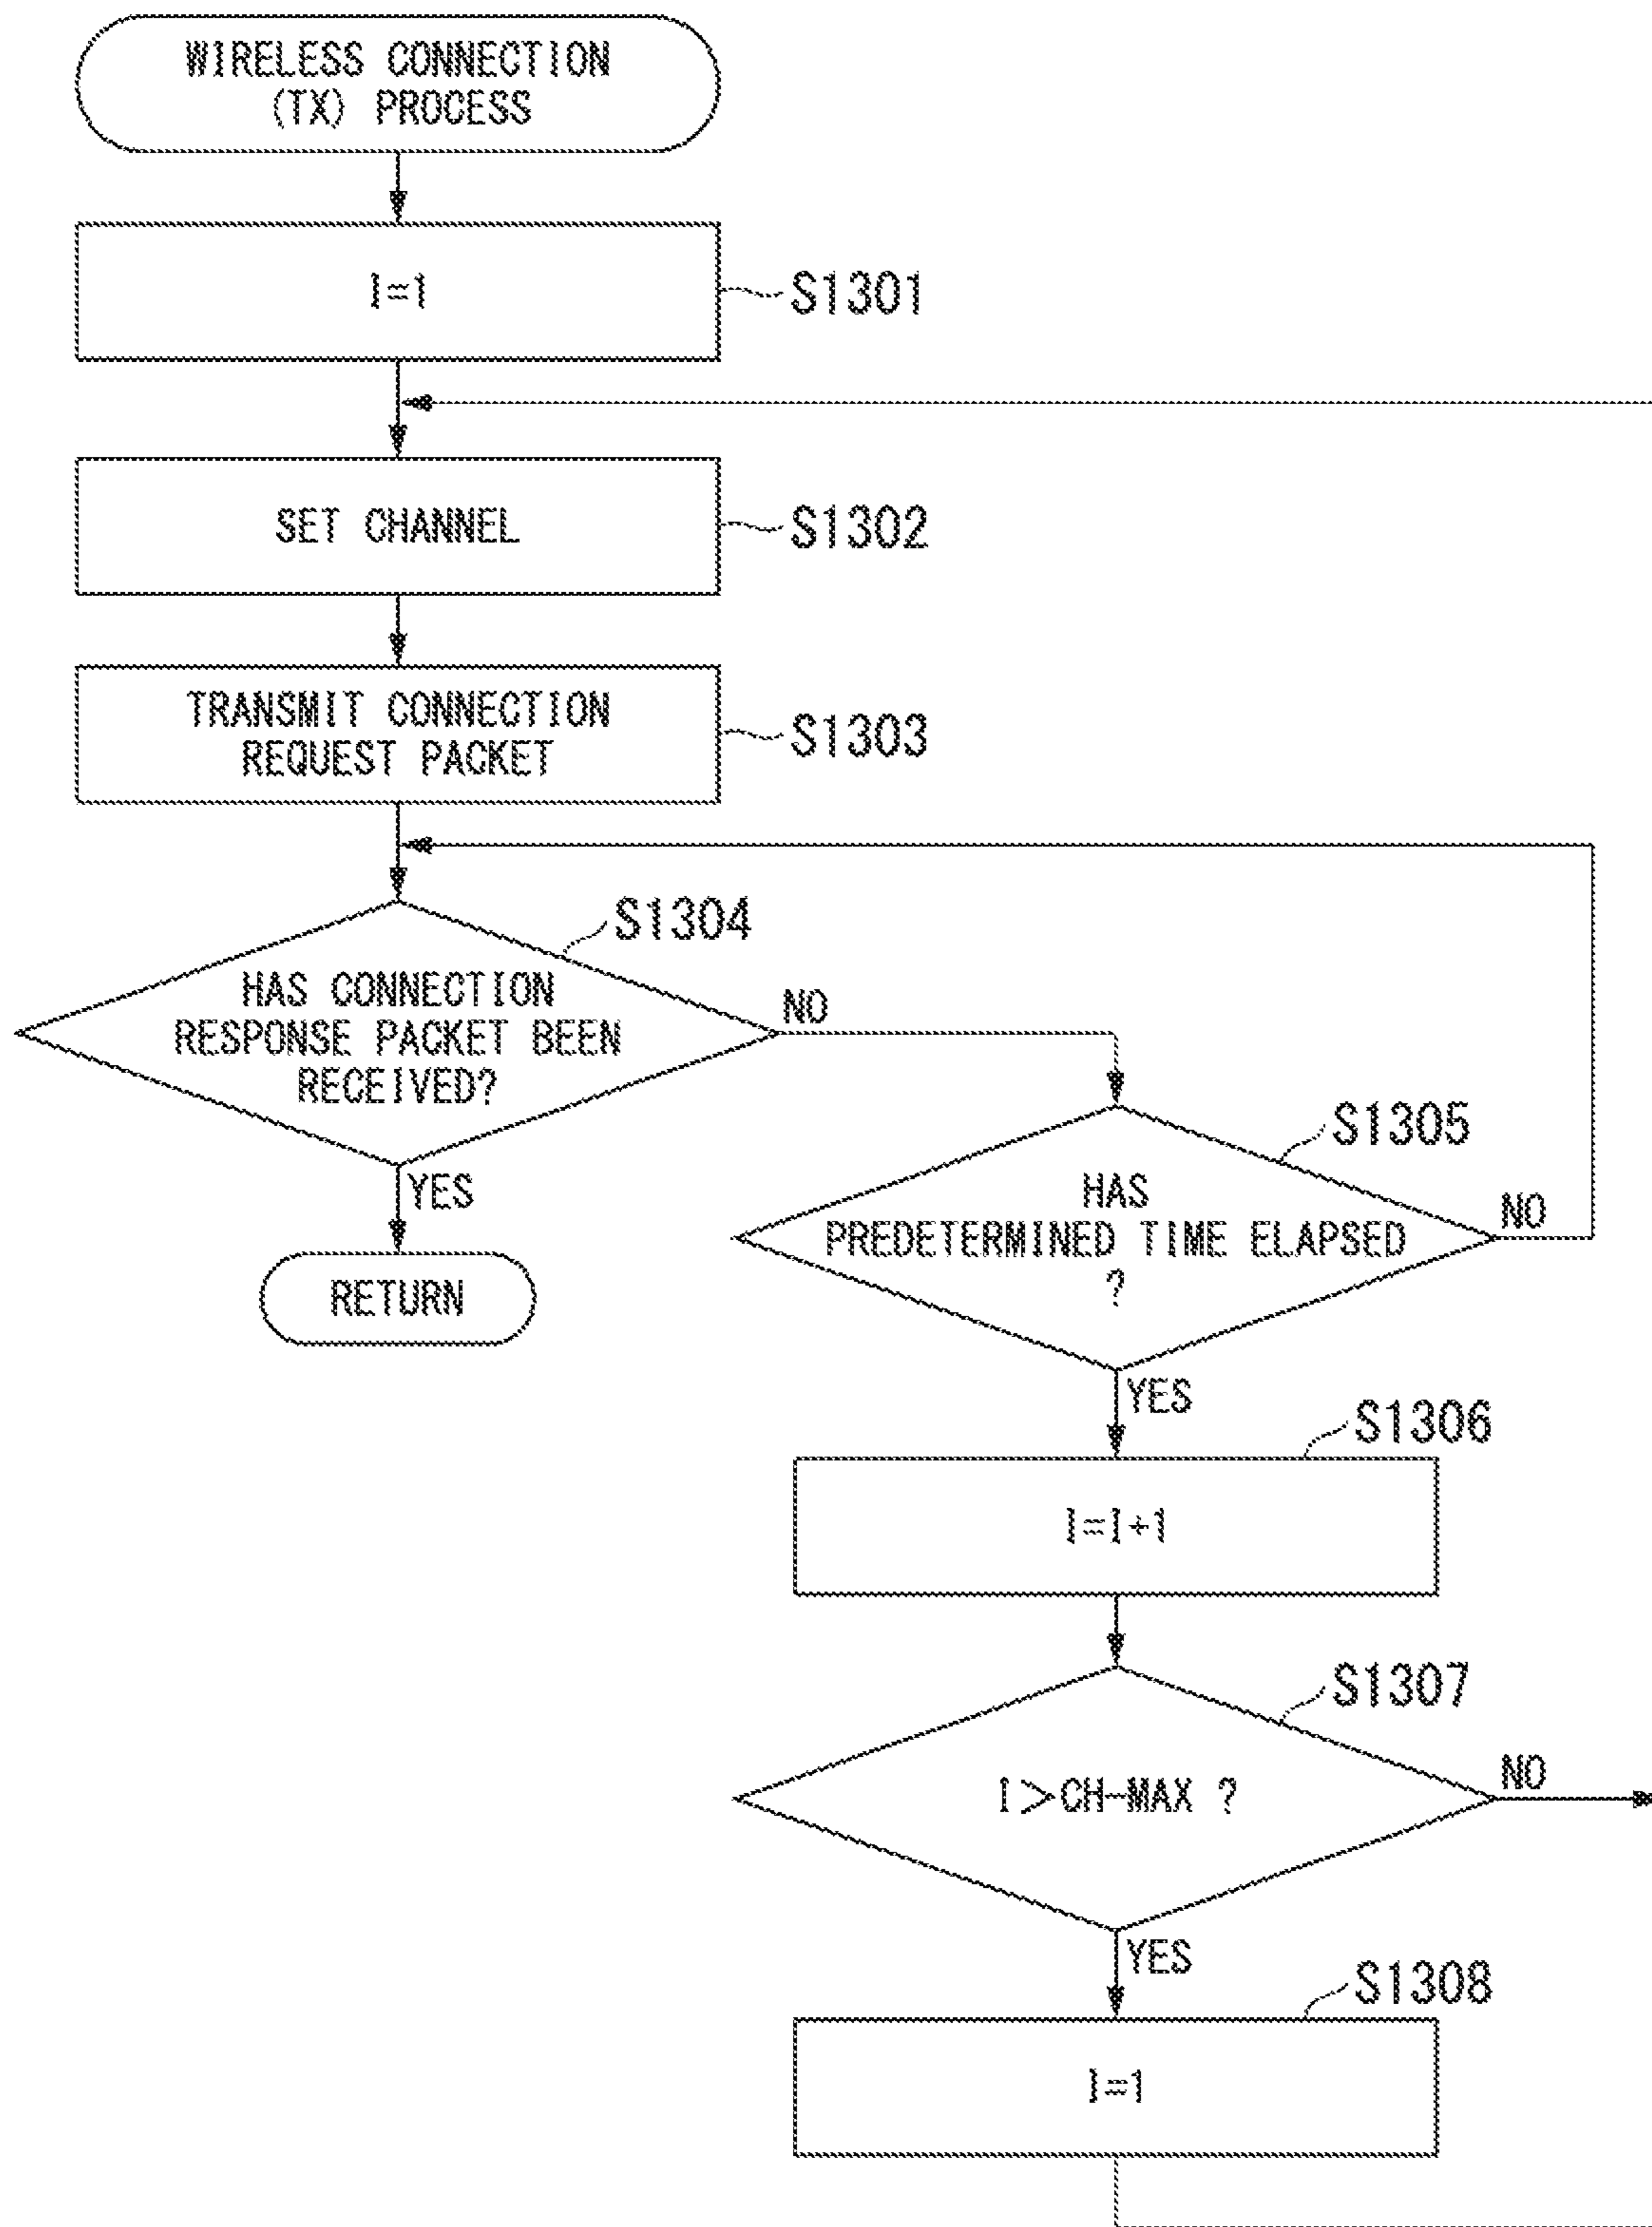 WIRELESS CONNECTION
(TX) PROCESS
I=1
S1301
SET CHANNEL
S1302
TRANSMIT CONNECTION
REQUEST PACKET
S1303
S1304
HAS CONNECTION
RESPONSE PACKET BEEN
RECEIVED?
NO
YES
RETURN
S1305
HAS
PREDETERMINED TIME ELAPSED
?
NO
YES
S1306
I=I+1
S1307
I>CH-MAX ?
NO
YES
S1308
I=1